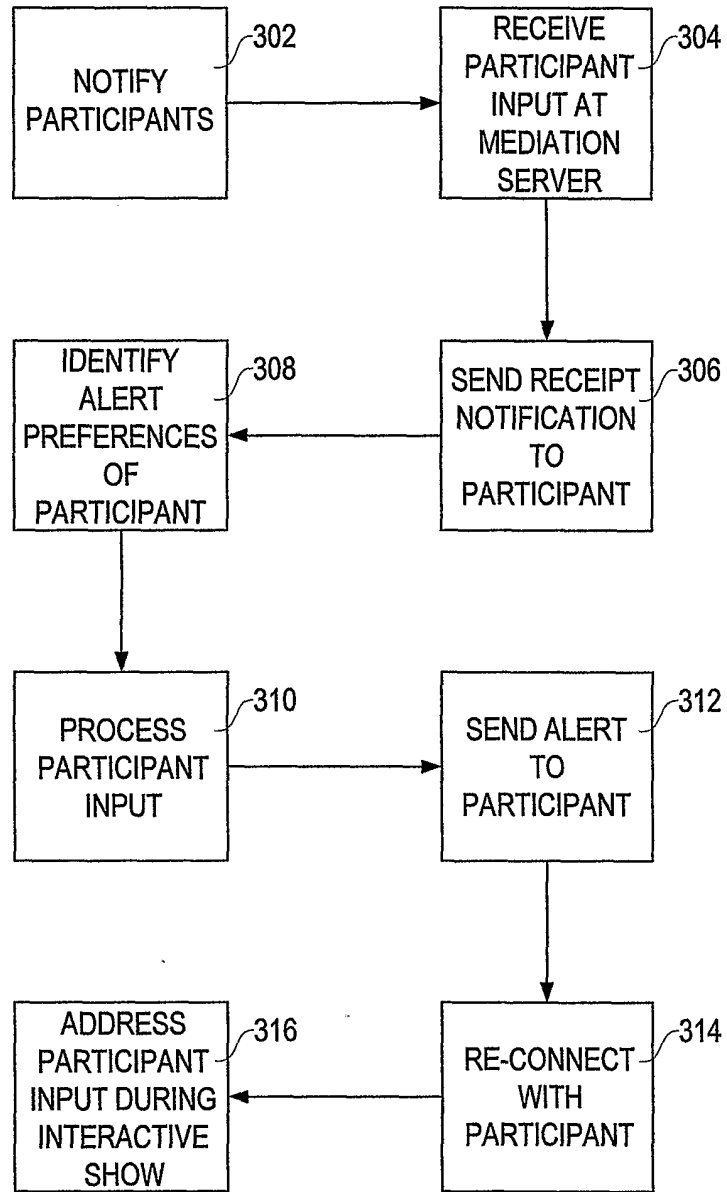 NOTIFY
PARTICIPANTS
302
RECEIVE
PARTICIPANT
INPUT AT
MEDIATION
SERVER
304
SEND RECEIPT
NOTIFICATION
TO
PARTICIPANT
306
IDENTIFY
ALERT
PREFERENCES
OF
PARTICIPANT
308
PROCESS
PARTICIPANT
INPUT
310
SEND ALERT
TO
PARTICIPANT
312
RE-CONNECT
WITH
PARTICIPANT
314
ADDRESS
PARTICIPANT
INPUT DURING
INTERACTIVE
SHOW
316